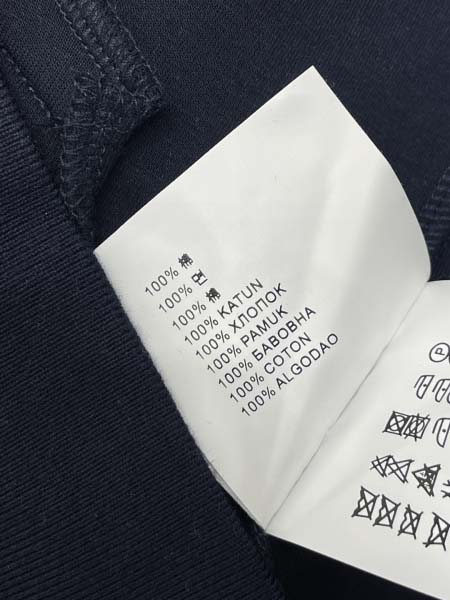 100% 棉
100% 면
100% 棉
100% KATUN
100% ХЛОПОК
100% PAMUK
100% БАВОВНА
100% COTON
100% ALGODAO
P